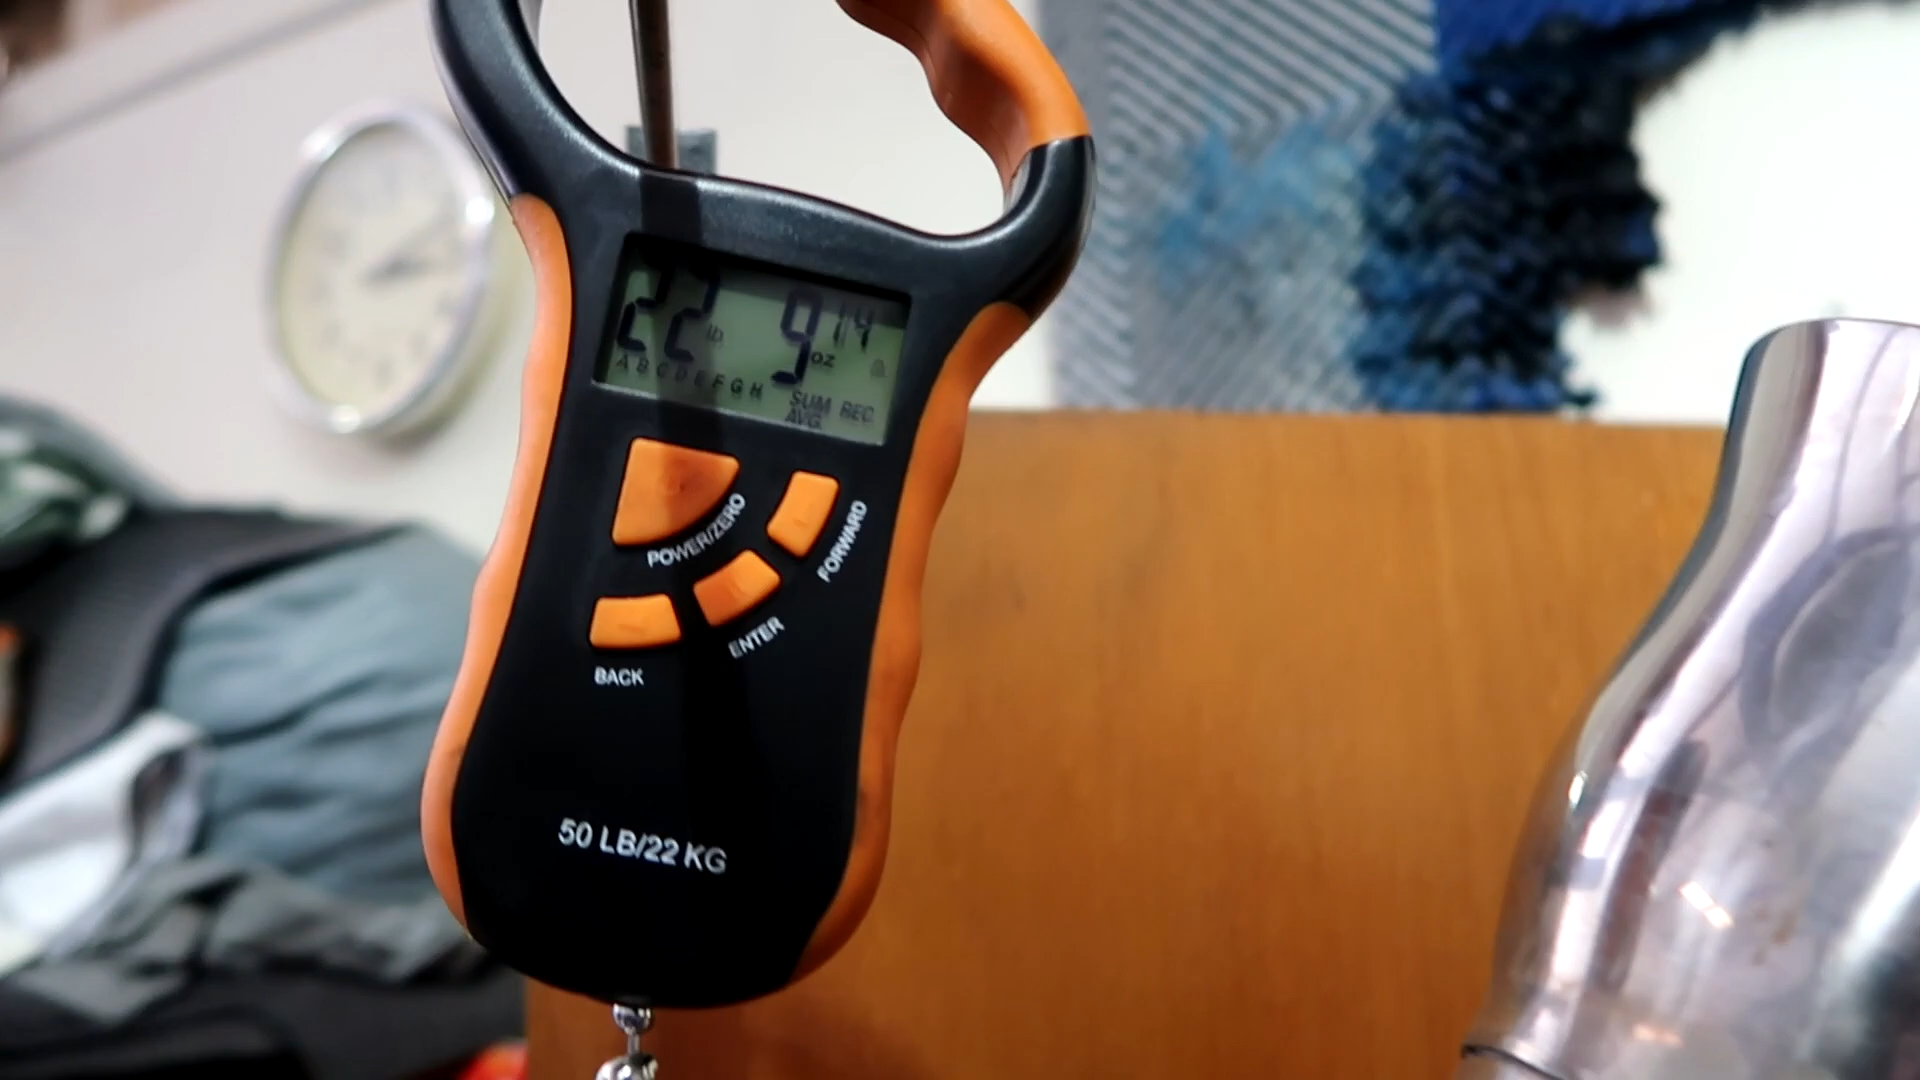 22 lb 9 1/4 oz
A B C D E F G H
SUM REC.
AVG.
POWER/ZERO
FORWARD
ENTER
BACK
50 LB/22 KG